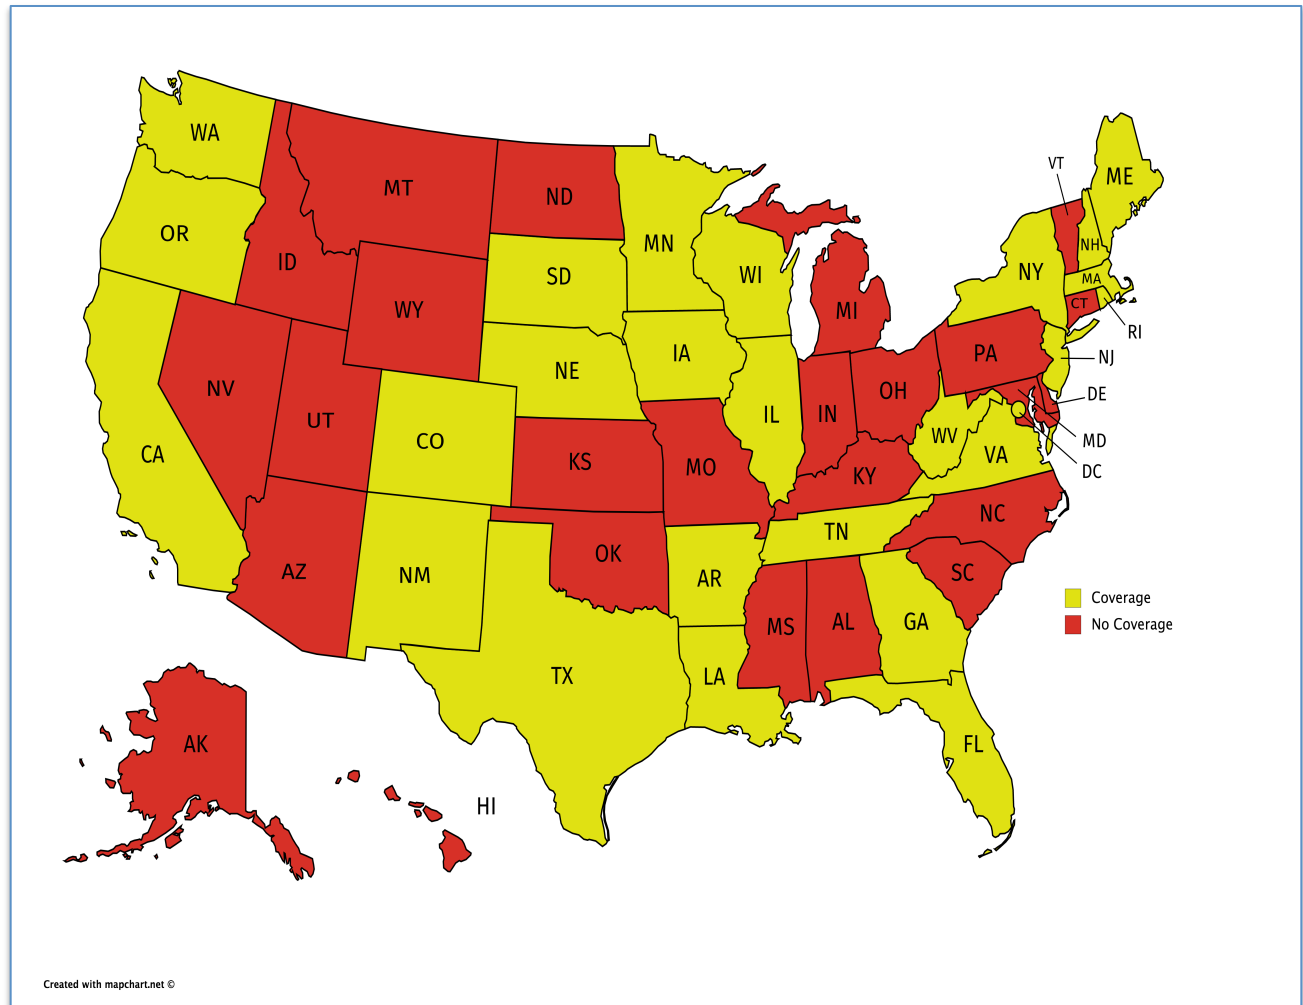 WA
MT
ND
OR
ID
MN
SD
WI
WY
MI
IA
NE
NV
UT
CO
CA
IL
IN
OH
PA
NY
VT
ME
NH
MA
CT
RI
NJ
DE
MD
DC
WV
VA
KY
KS
MO
NC
TN
OK
AR
SC
AZ
NM
MS
AL
GA
Coverage
No Coverage
TX
LA
FL
AK
HI
Created with mapchart.net ©